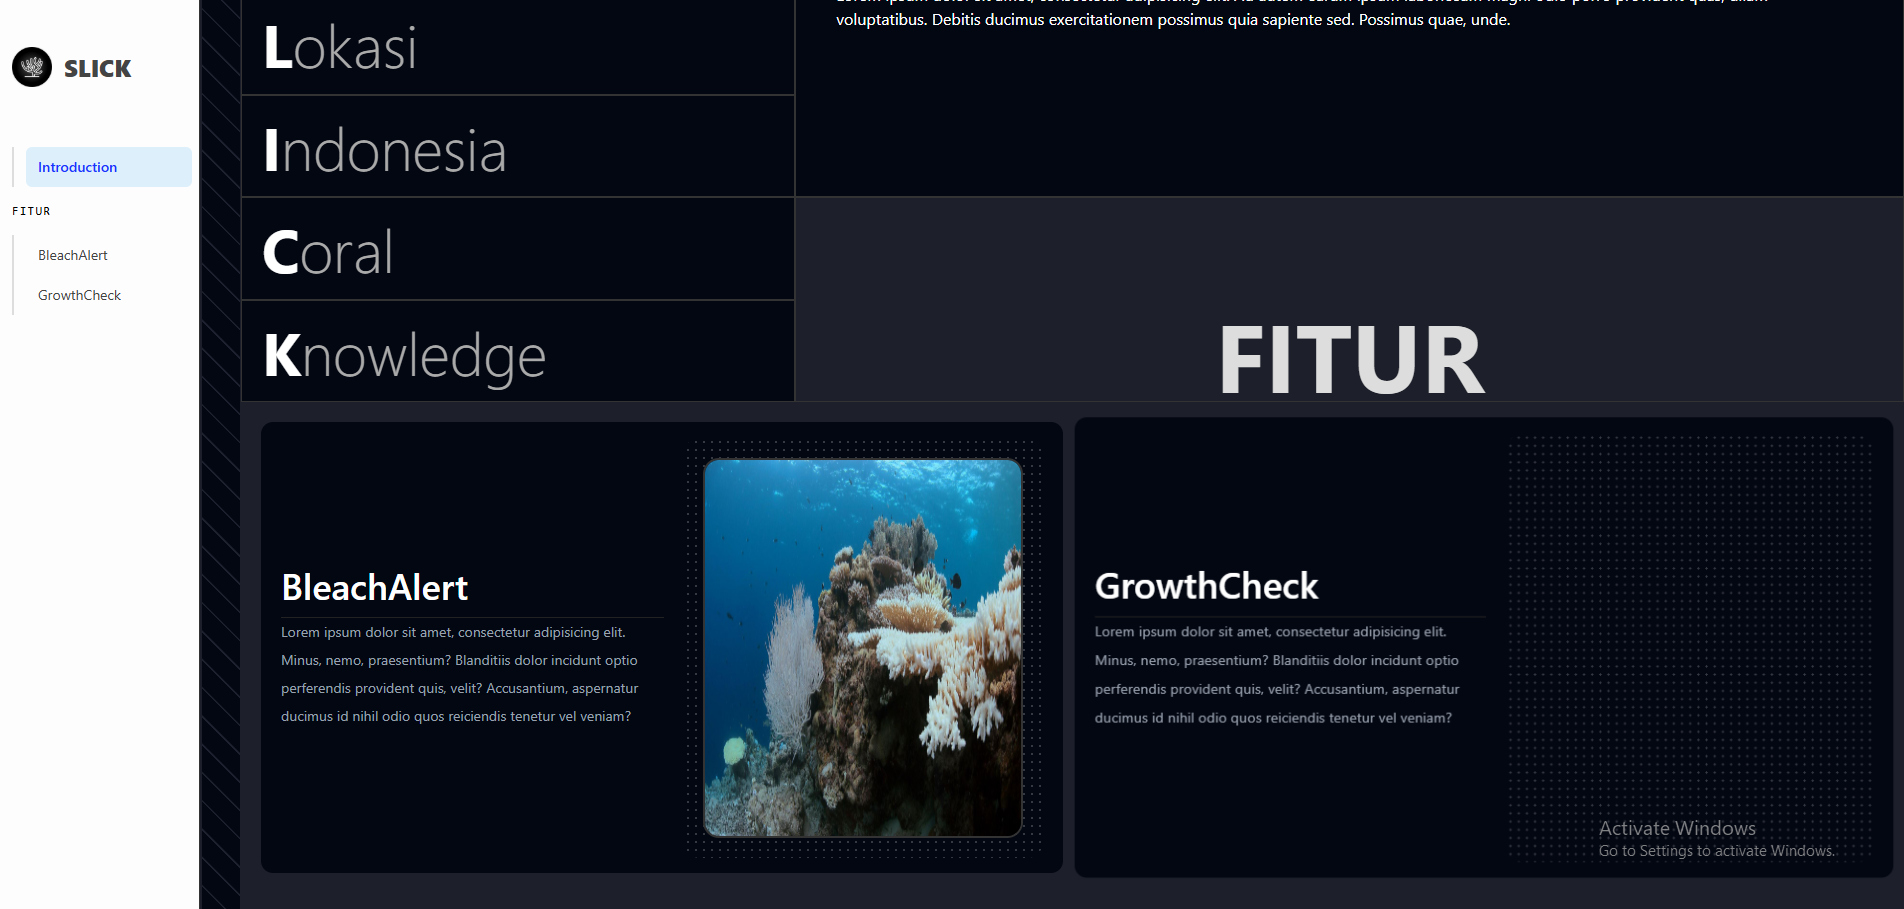 SLICK
Introduction
FITUR
BleachAlert
GrowthCheck
Lokasi
Indonesia
Coral
Knowledge
voluptatibus. Debitis ducimus exercitationem possimus quia sapiente sed. Possimus quae, unde.
FITUR
BleachAlert
Lorem ipsum dolor sit amet, consectetur adipisicing elit.
Minus, nemo, praesentium? Blanditiis dolor incidunt optio
perferendis provident quis, velit? Accusantium, aspernatur
ducimus id nihil odio quos reiciendis tenetur vel veniam?
GrowthCheck
Lorem ipsum dolor sit amet, consectetur adipisicing elit.
Minus, nemo, praesentium? Blanditiis dolor incidunt optio
perferendis provident quis, velit? Accusantium, aspernatur
ducimus id nihil odio quos reiciendis tenetur vel veniam?
Activate Windows
Go to Settings to activate Windows.